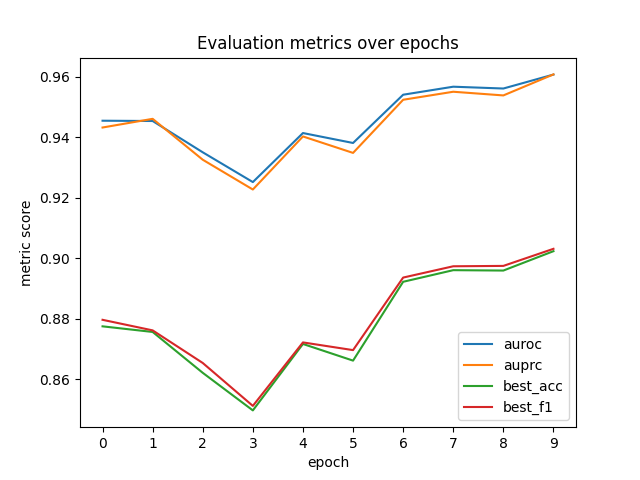 Evaluation metrics over epochs
metric score
0.96
0.94
0.92
0.90
0.88
0.86
0 1 2 3 4 5 6 7 8 9
epoch
auroc
auprc
best_acc
best_f1